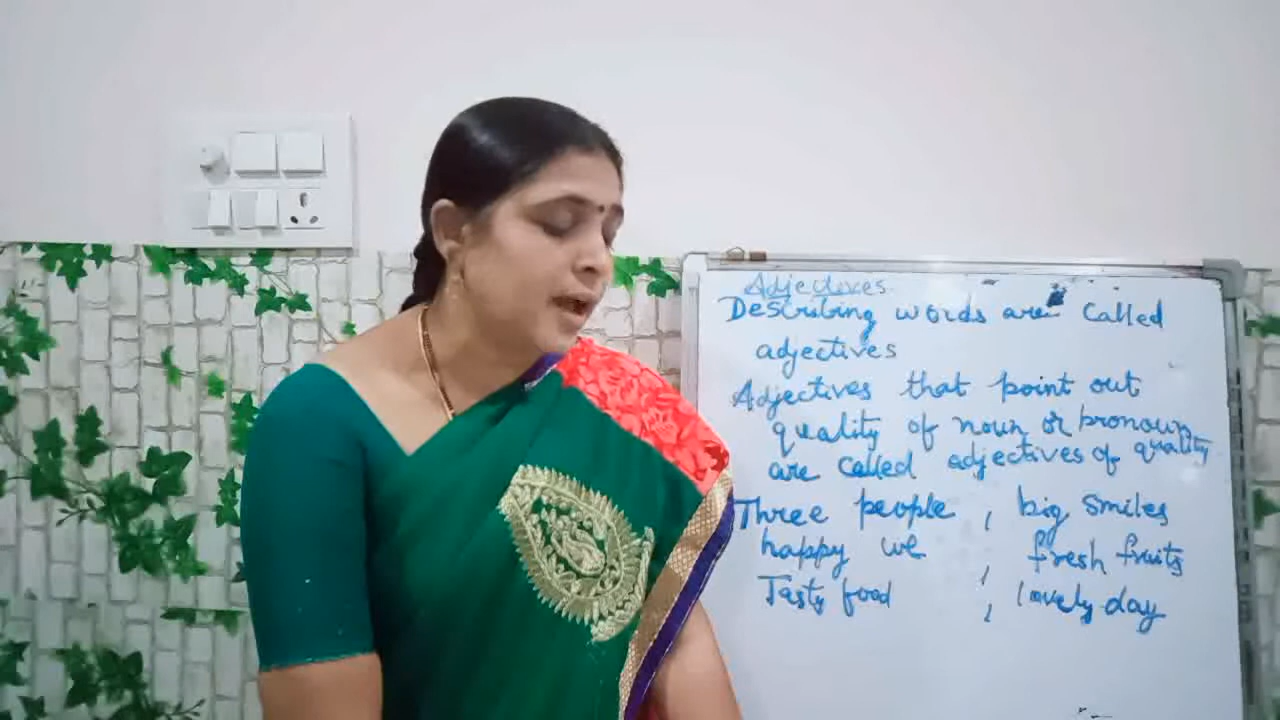 Adjectives
Describing words are called
adjectives
Adjectives that point out
quality of noun or pronoun
are called adjectives of quality
Three people , big smiles
happy we , fresh fruits
Tasty food , lovely day